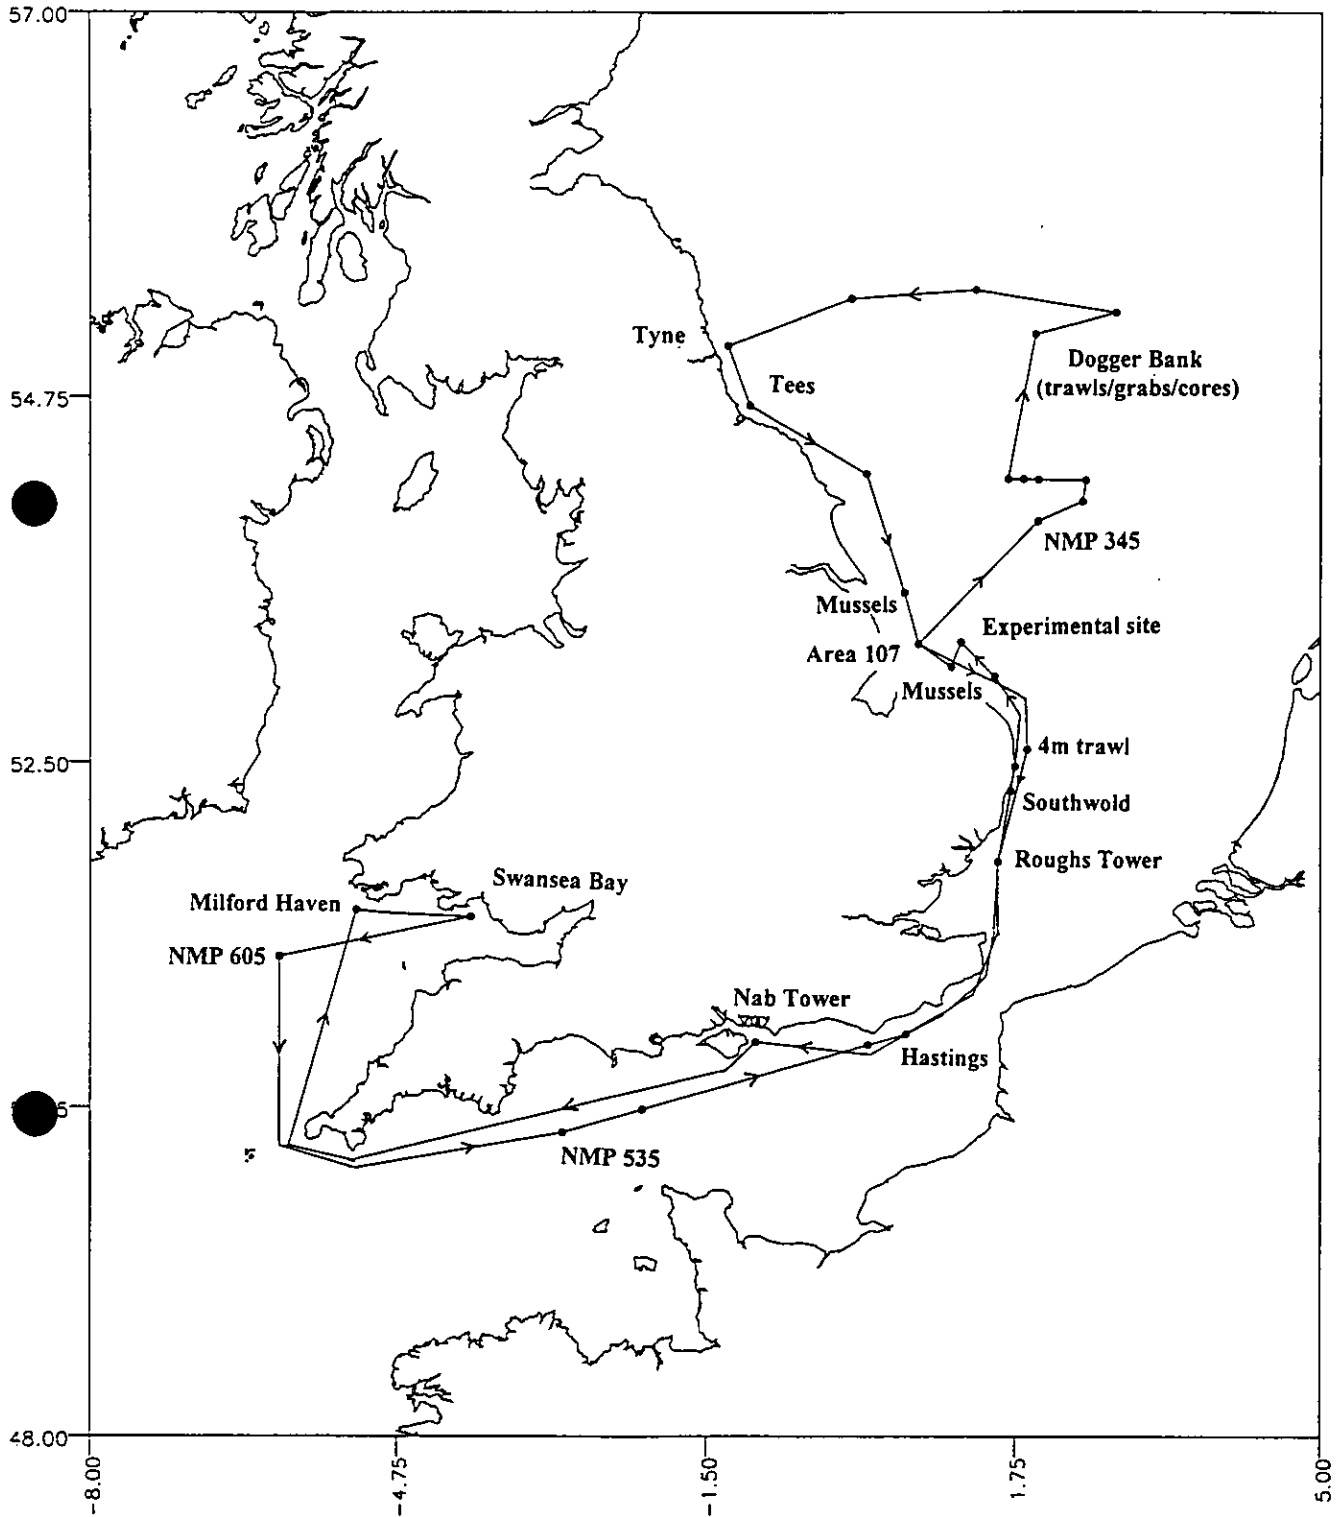 57.00
Tyne
Dogger Bank
(trawls/grabs/cores)
Tees
54.75
NMP 345
Mussels
Experimental site
Area 107
Mussels
4m trawl
52.50
Southwold
Roughs Tower
Swansea Bay
Milford Haven
NMP 605
Nab Tower
Hastings
NMP 535
48.00
-8.00
-4.75
-1.50
1.75
5.00